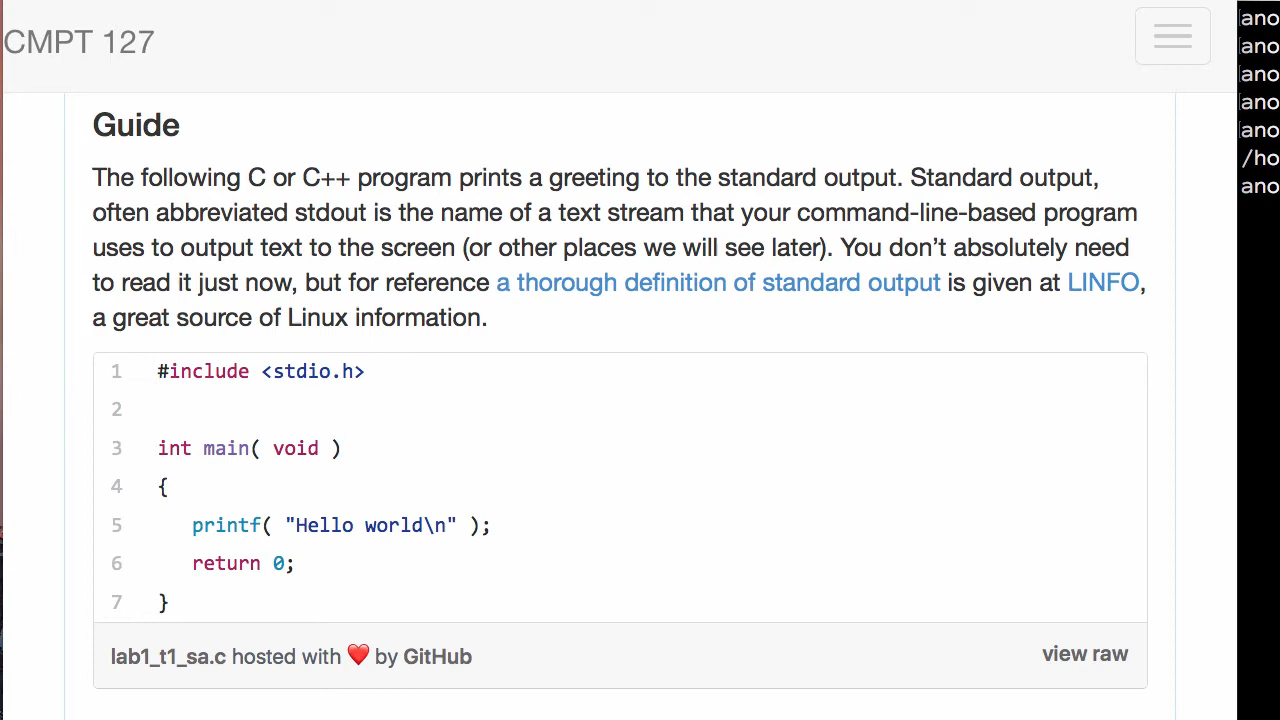 CMPT 127
Guide
The following C or C++ program prints a greeting to the standard output. Standard output,
often abbreviated stdout is the name of a text stream that your command-line-based program
uses to output text to the screen (or other places we will see later). You don’t absolutely need
to read it just now, but for reference a thorough definition of standard output is given at LINFO,
a great source of Linux information.
1 #include <stdio.h>
2
3 int main( void )
4 {
5 printf( "Hello world\n" );
6 return 0;
7 }
lab1_t1_sa.c hosted with ❤ by GitHub
view raw
[ano
[ano
[ano
[ano
[ano
/ho
ano